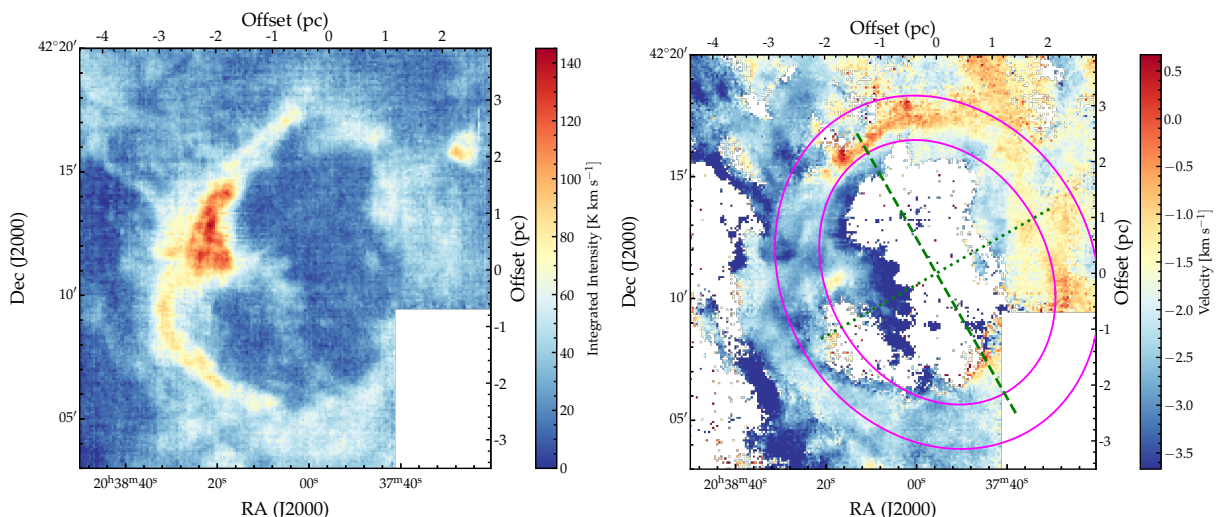 Offset (pc)
-4 -3 -2 -1 0 1 2
42°20′
15′
10′
05′
Dec (J2000)
3
2
1
0
-1
-2
-3
Offset (pc)
20ʰ38ᵐ40ˢ 20ˢ 00ˢ 37ᵐ40ˢ
RA (J2000)
140
120
100
80
60
40
20
0
Integrated Intensity [K km s⁻¹]
Offset (pc)
-4 -3 -2 -1 0 1 2
42°20′
15′
10′
05′
Dec (J2000)
3
2
1
0
-1
-2
-3
Offset (pc)
20ʰ38ᵐ40ˢ 20ˢ 00ˢ 37ᵐ40ˢ
RA (J2000)
0.5
0.0
−0.5
−1.0
−1.5
−2.0
−2.5
−3.0
−3.5
Velocity [km s⁻¹]